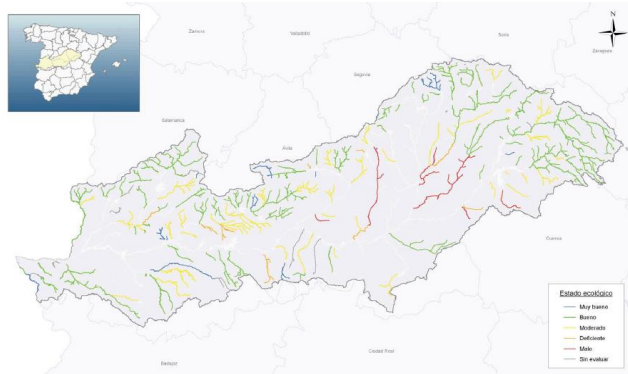 N
Zamora
Valladolid
Soria
Zaragoza
Segovia
Salamanca
Ávila
Cuenca
Badajoz
Ciudad Real
Estado ecológico
Muy bueno
Bueno
Moderado
Deficiente
Malo
Sin evaluar